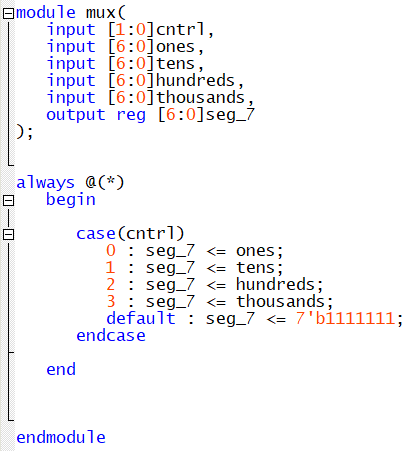 module mux(
   input [1:0]cntrl,
   input [6:0]ones,
   input [6:0]tens,
   input [6:0]hundreds,
   input [6:0]thousands,
   output reg [6:0]seg_7
);
always @(*)
   begin
      case(cntrl)
         0 : seg_7 <= ones;
         1 : seg_7 <= tens;
         2 : seg_7 <= hundreds;
         3 : seg_7 <= thousands;
         default : seg_7 <= 7'b1111111;
      endcase
   end
endmodule